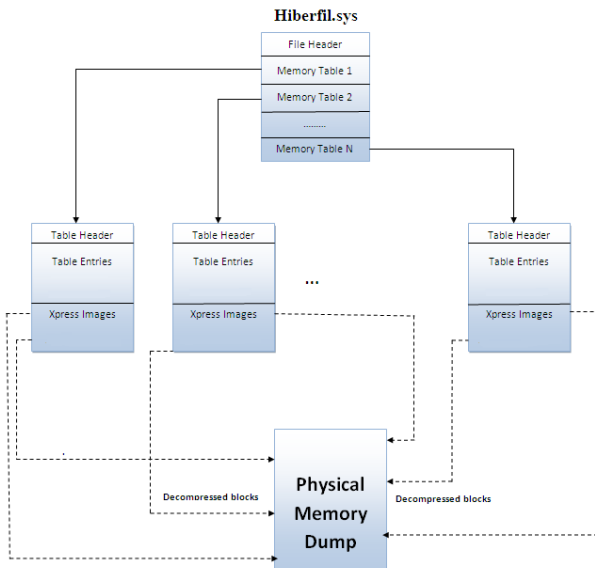 Hiberfil.sys
File Header
Memory Table 1
Memory Table 2
.........
Memory Table N
Table Header
Table Entries
Xpress Images
Table Header
Table Entries
Xpress Images
...
Table Header
Table Entries
Xpress Images
Physical
Memory
Dump
Decompressed blocks
Decompressed blocks